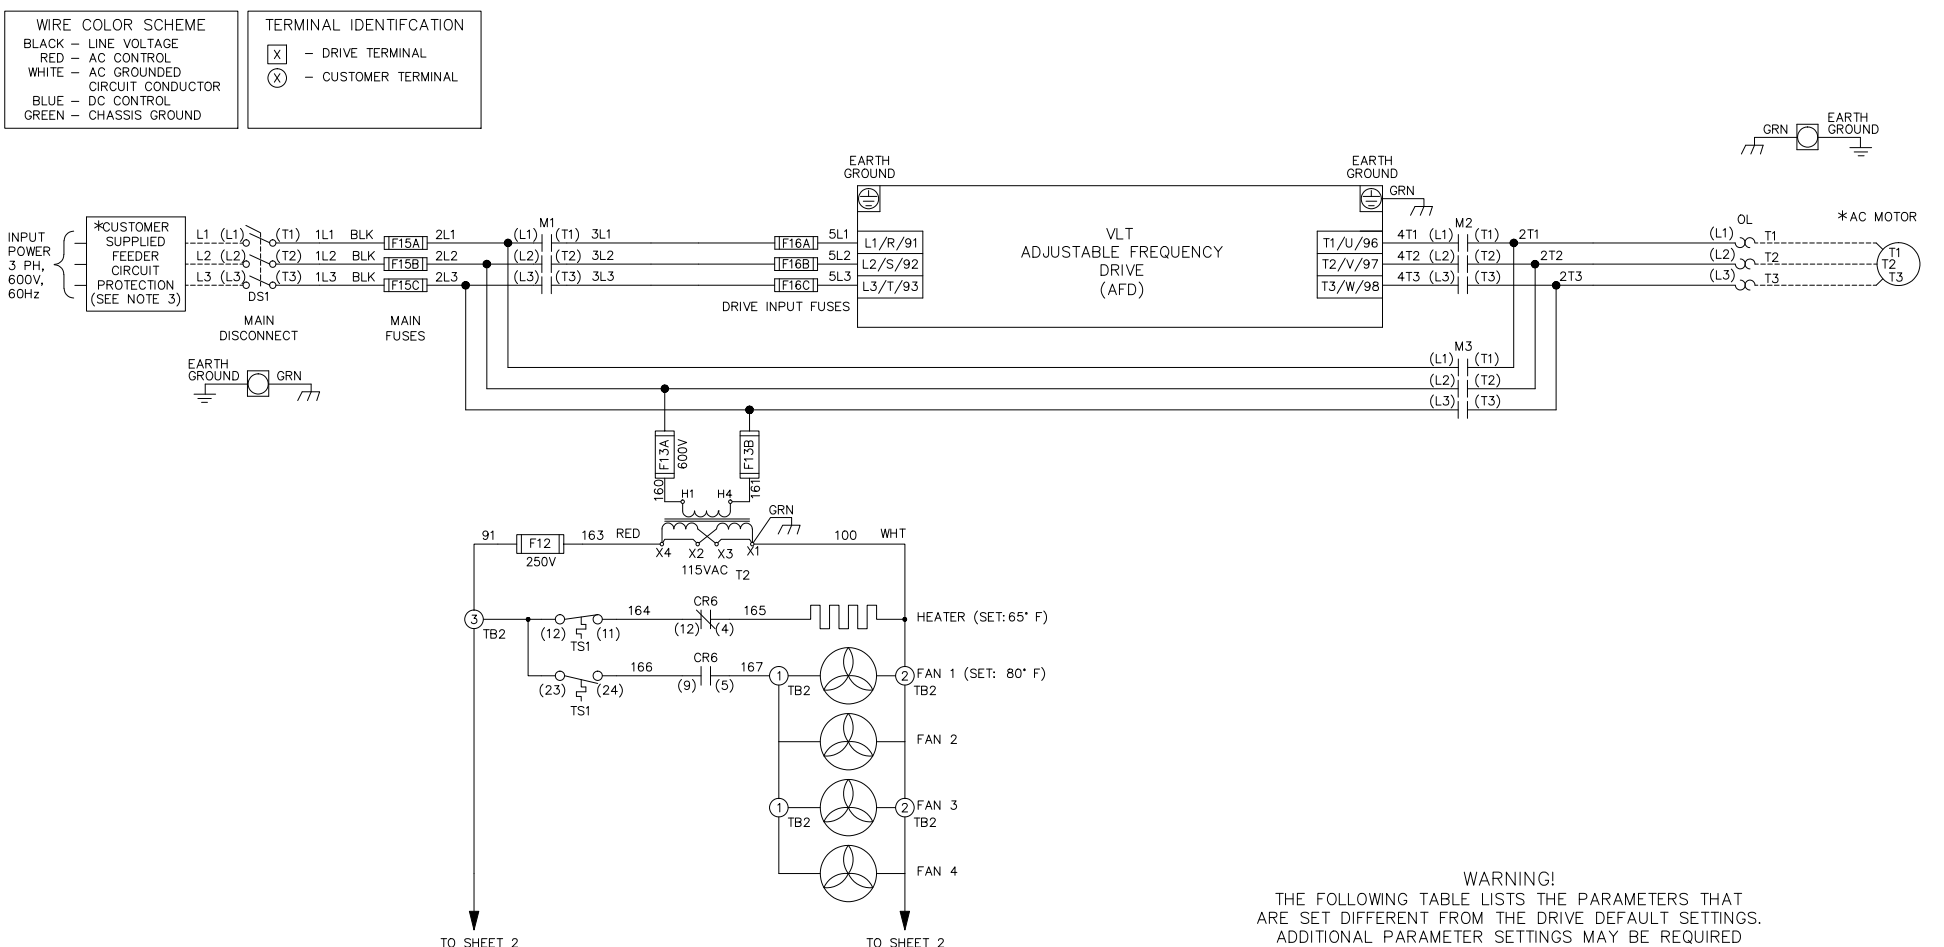 WIRE COLOR SCHEME
BLACK – LINE VOLTAGE
RED – AC CONTROL
WHITE – AC GROUNDED
CIRCUIT CONDUCTOR
BLUE – DC CONTROL
GREEN – CHASSIS GROUND
TERMINAL IDENTIFCATION
X – DRIVE TERMINAL
X – CUSTOMER TERMINAL
GRN
EARTH
GROUND
INPUT
POWER
3 PH,
600V,
60Hz
*CUSTOMER
SUPPLIED
FEEDER
CIRCUIT
PROTECTION
(SEE NOTE 3)
L1 (L1) (T1) 1L1 BLK F15A 2L1 (L1) M1 (T1) 3L1 F16A 5L1
L2 (L2) (T2) 1L2 BLK F15B 2L2 (L2) (T2) 3L2 F16B 5L2
L3 (L3) (T3) 1L3 BLK F15C 2L3 (L3) (T3) 3L3 F16C 5L3
DS1
MAIN
DISCONNECT
MAIN
FUSES
DRIVE INPUT FUSES
EARTH
GROUND
L1/R/91
L2/S/92
L3/T/93
VLT
ADJUSTABLE FREQUENCY
DRIVE
(AFD)
EARTH
GROUND
GRN
T1/U/96
T2/V/97
T3/W/98
4T1 (L1) M2 (T1) 2T1
4T2 (L2) (T2) 2T2
4T3 (L3) (T3) 2T3
OL
(L1) T1
(L2) T2
(L3) T3
*AC MOTOR
T1
T2
T3
EARTH
GROUND
GRN
M3
(L1) (T1)
(L2) (T2)
(L3) (T3)
F13A
600V
F13B
160
161
H1 H4
GRN
91 F12 163 RED
250V
X4 X2 X3 X1
100 WHT
115VAC T2
3
TB2
(12) (11)
TS1
164
CR6
(12) (4)
165
HEATER (SET: 65° F)
(23) (24)
TS1
166
CR6
(9) (5)
167
1
TB2
2
TB2
FAN 1 (SET: 80° F)
FAN 2
1
TB2
2
TB2
FAN 3
FAN 4
TO SHEET 2
TO SHEET 2
WARNING!
THE FOLLOWING TABLE LISTS THE PARAMETERS THAT
ARE SET DIFFERENT FROM THE DRIVE DEFAULT SETTINGS.
ADDITIONAL PARAMETER SETTINGS MAY BE REQUIRED